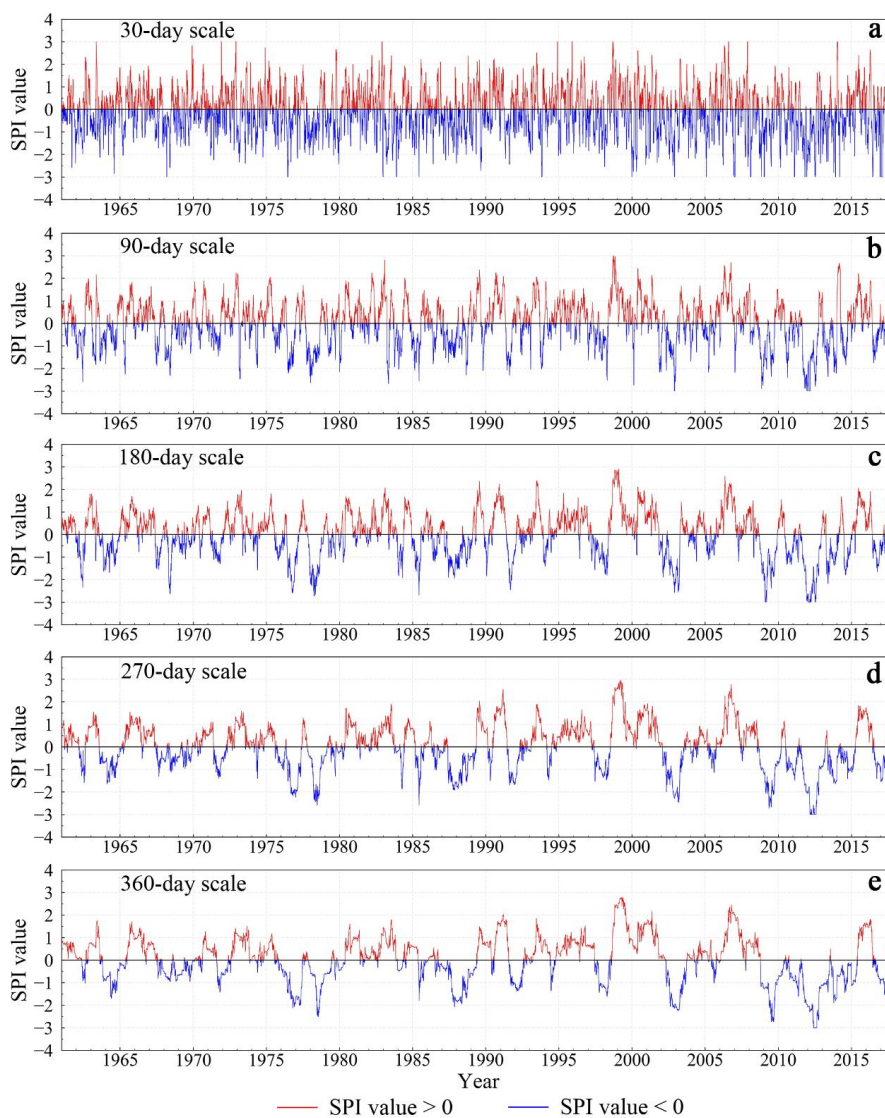 30-day scale
a
SPI value
4
3
2
1
0
−1
−2
−3
−4
1965 1970 1975 1980 1985 1990 1995 2000 2005 2010 2015
90-day scale
b
SPI value
4
3
2
1
0
−1
−2
−3
−4
1965 1970 1975 1980 1985 1990 1995 2000 2005 2010 2015
180-day scale
c
SPI value
4
3
2
1
0
−1
−2
−3
−4
1965 1970 1975 1980 1985 1990 1995 2000 2005 2010 2015
270-day scale
d
SPI value
4
3
2
1
0
−1
−2
−3
−4
1965 1970 1975 1980 1985 1990 1995 2000 2005 2010 2015
360-day scale
e
SPI value
4
3
2
1
0
−1
−2
−3
−4
1965 1970 1975 1980 1985 1990 1995 2000 2005 2010 2015
Year
SPI value > 0 SPI value < 0